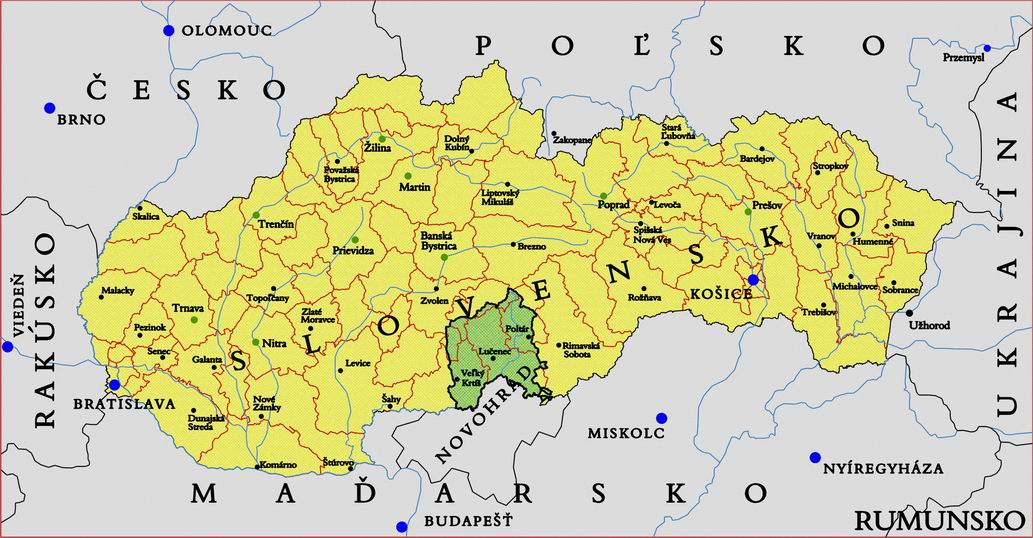 OLOMOUC
POĽSKO
Przemysl
ČESKO
BRNO
Zakopane
Stará
Ľubovňa
Žilina
Dolný
Kubín
Bardejov
Stropkov
Považská
Bystrica
Martin
Liptovský
Mikuláš
Poprad
Levoča
Prešov
Skalica
Trenčín
Spišská
Nová Ves
Snina
Humenné
Vranov
Prievidza
Banská
Bystrica
Brezno
UKRAJINA
RAKÚSKO
VIEDEŇ
Malacky
Topoľčany
Zvolen
Rožňava
KOŠICE
Michalovce
Sobrance
Trebišov
Užhorod
SLOVENSKO
Trnava
Zlaté
Moravce
Pezinok
Senec
Galanta
Nitra
Levice
Poltár
Lučenec
Rimavská
Sobota
Veľký
Krtíš
BRATISLAVA
Dunajská
Streda
Nové
Zámky
Šahy
NOVOHRAD
MISKOLC
Komárno
Štúrovo
NYÍREGYHÁZA
MAĎARSKO
BUDAPEŠŤ
RUMUNSKO